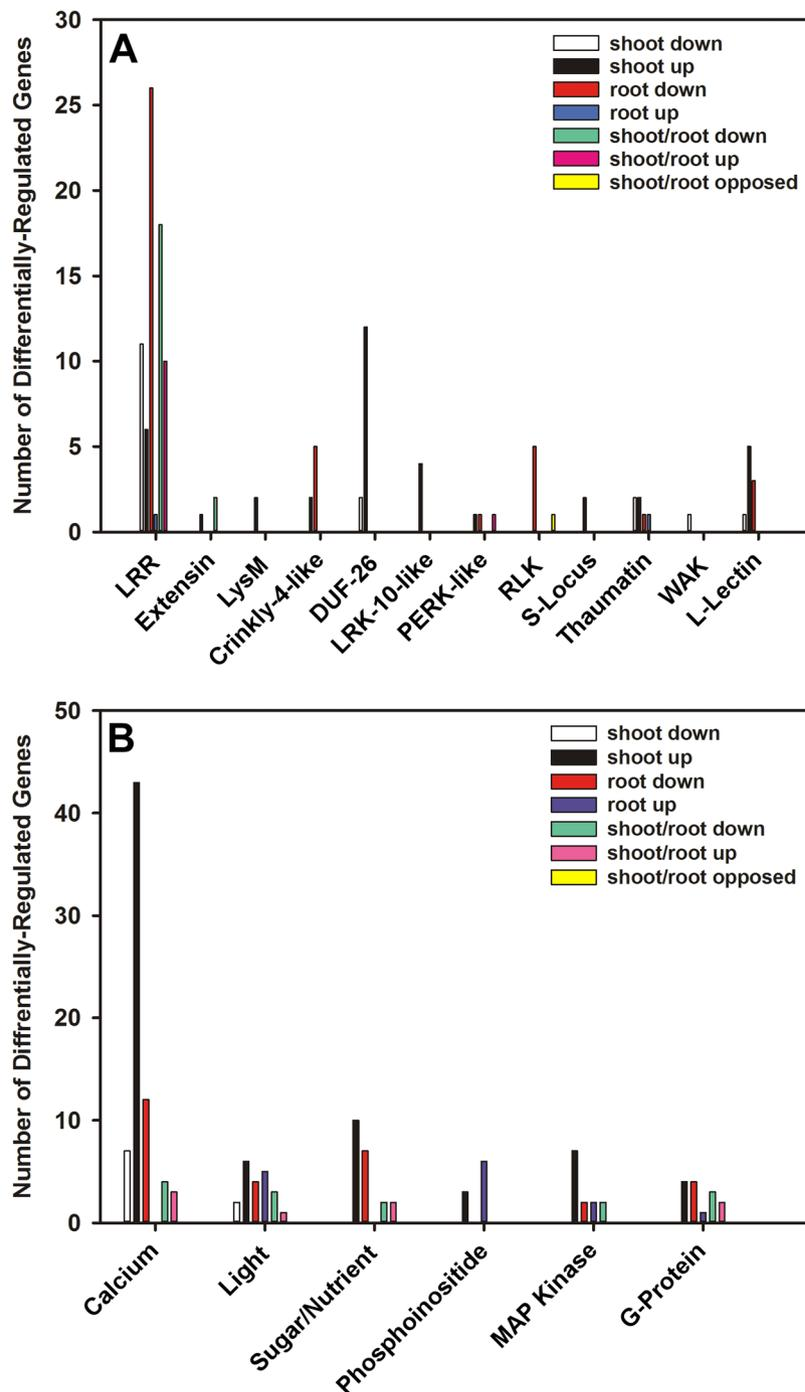 A
Number of Differentially-Regulated Genes
30
25
20
15
10
5
0
shoot down
shoot up
root down
root up
shoot/root down
shoot/root up
shoot/root opposed
LRR
Extensin
LysM
Crinkly-4-like
DUF-26
LRK-10-like
PERK-like
RLK
S-Locus
Thaumatin
WAK
L-Lectin
B
Number of Diffrentially-Regulated Genes
50
40
30
20
10
0
shoot down
shoot up
root down
root up
shoot/root down
shoot/root up
shoot/root opposed
Calcium
Light
Sugar/Nutrient
Phosphoinositide
MAP Kinase
G-Protein